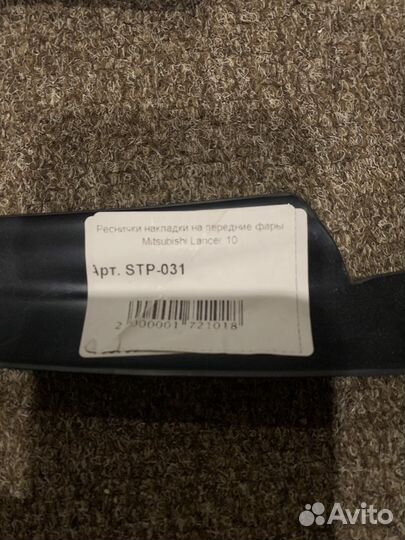 Реснички накладки на передние фары
Mitsubishi Lancer 10
Арт. STP-031
2 000001 721018
Avito